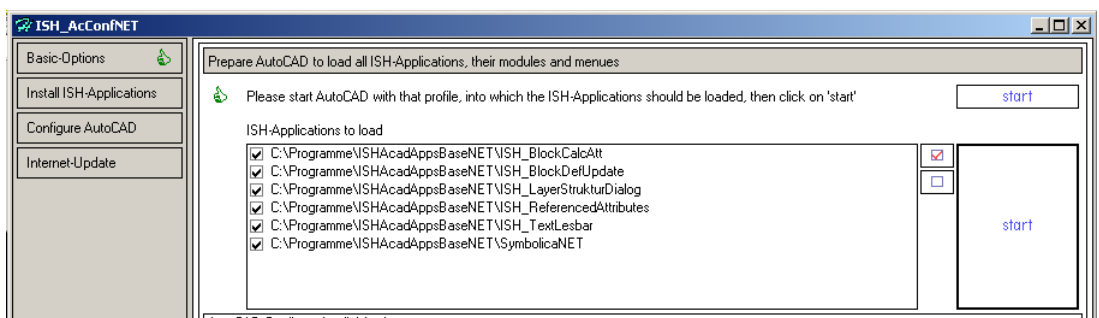 ISH_AcConfNET
Basic-Options
Install ISH-Applications
Configure AutoCAD
Internet-Update
Prepare AutoCAD to load all ISH-Applications, their modules and menues
Please start AutoCAD with that profile, into which the ISH-Applications should be loaded, then click on 'start'
start
ISH-Applications to load
C:\Programme\ISHAcadAppsBaseNET\ISH_BlockCalcAtt
C:\Programme\ISHAcadAppsBaseNET\ISH_BlockDefUpdate
C:\Programme\ISHAcadAppsBaseNET\ISH_LayerStrukturDialog
C:\Programme\ISHAcadAppsBaseNET\ISH_ReferencedAttributes
C:\Programme\ISHAcadAppsBaseNET\ISH_TextLesbar
C:\Programme\ISHAcadAppsBaseNET\SymbolicaNET
start